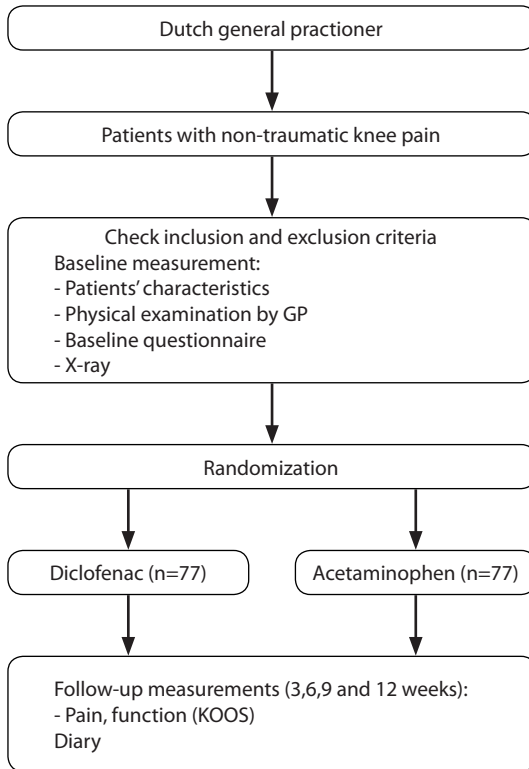 Dutch general practioner
Patients with non-traumatic knee pain
Check inclusion and exclusion criteria
Baseline measurement:
- Patients’ characteristics
- Physical examination by GP
- Baseline questionnaire
- X-ray
Randomization
Diclofenac (n=77)
Acetaminophen (n=77)
Follow-up measurements (3,6,9 and 12 weeks):
- Pain, function (KOOS)
Diary